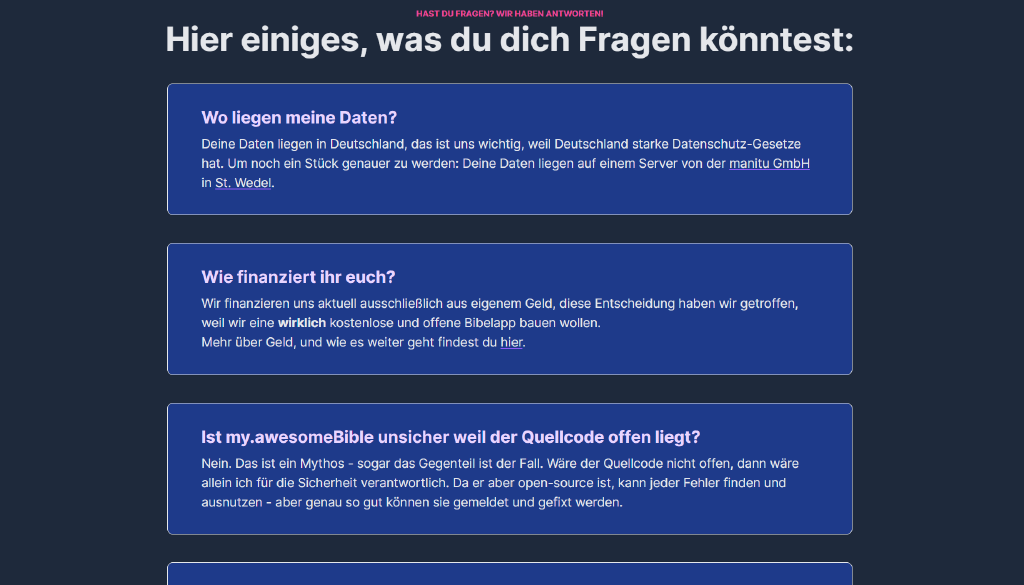 HAST DU FRAGEN? WIR HABEN ANTWORTEN!
Hier einiges, was du dich Fragen könntest:
Wo liegen meine Daten?
Deine Daten liegen in Deutschland, das ist uns wichtig, weil Deutschland starke Datenschutz-Gesetze
hat. Um noch ein Stück genauer zu werden: Deine Daten liegen auf einem Server von der manitu GmbH
in St. Wedel.
Wie finanziert ihr euch?
Wir finanzieren uns aktuell ausschließlich aus eigenem Geld, diese Entscheidung haben wir getroffen,
weil wir eine wirklich kostenlose und offene Bibelapp bauen wollen.
Mehr über Geld, und wie es weiter geht findest du hier.
Ist my.awesomeBible unsicher weil der Quellcode offen liegt?
Nein. Das ist ein Mythos - sogar das Gegenteil ist der Fall. Wäre der Quellcode nicht offen, dann wäre
allein ich für die Sicherheit verantwortlich. Da er aber open-source ist, kann jeder Fehler finden und
ausnutzen - aber genau so gut können sie gemeldet und gefixt werden.